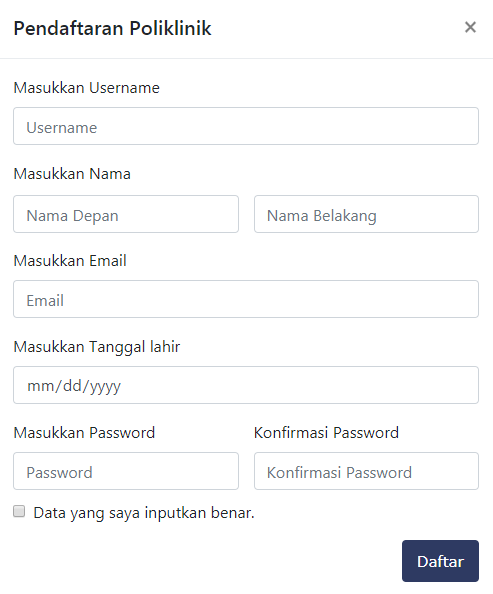 Pendaftaran Poliklinik ×
Masukkan Username
Username
Masukkan Nama
Nama Depan Nama Belakang
Masukkan Email
Email
Masukkan Tanggal lahir
mm/dd/yyyy
Masukkan Password Konfirmasi Password
Password Konfirmasi Password
Data yang saya inputkan benar.
Daftar